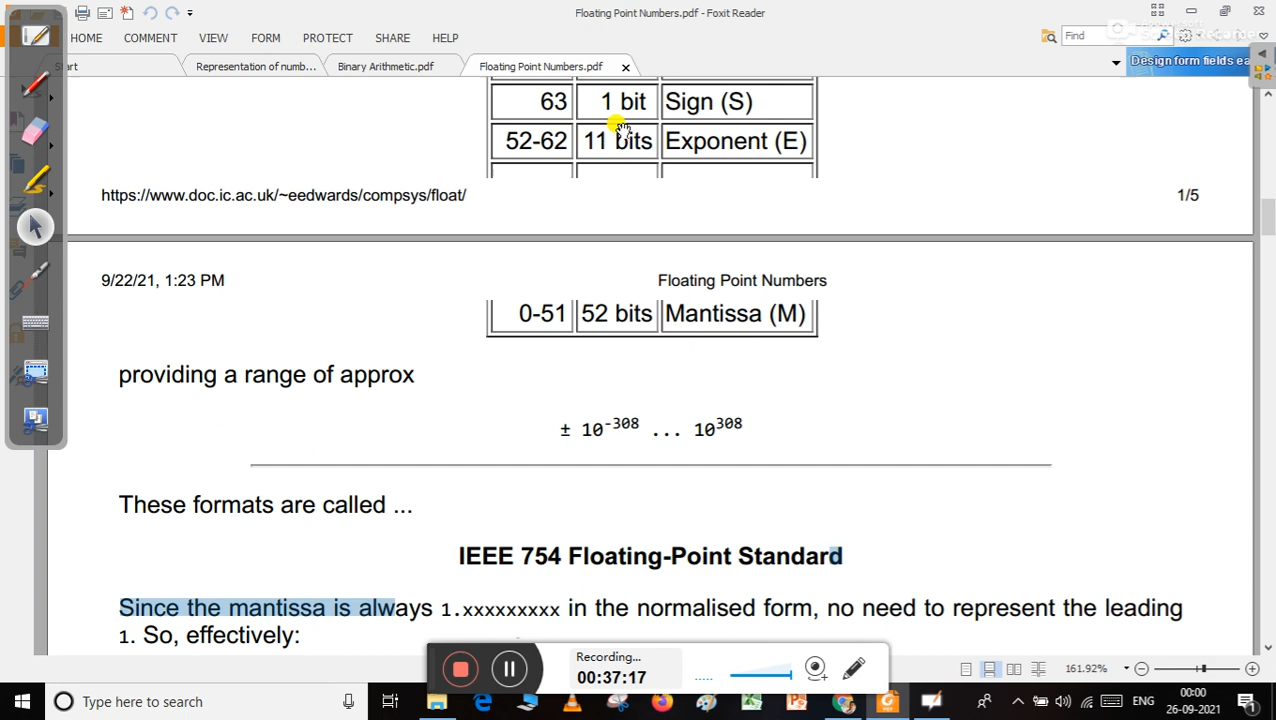 Floating Point Numbers.pdf - Foxit Reader
HOME COMMENT VIEW FORM PROTECT SHARE HELP
Find
Start
Representation of numb...
Binary Arithmetic.pdf
Floating Point Numbers.pdf
Design form fields ea
63 1 bit Sign (S)
52-62 11 bits Exponent (E)
https://www.doc.ic.ac.uk/~eedwards/compsys/float/ 1/5
9/22/21, 1:23 PM Floating Point Numbers
0-51 52 bits Mantissa (M)
providing a range of approx
± 10-308 ... 10308
These formats are called ...
IEEE 754 Floating-Point Standard
Since the mantissa is always 1.xxxxxxxxx in the normalised form, no need to represent the leading
1. So, effectively:
Recording...
00:37:17
161.92%
Type here to search
ENG
00:00
26-09-2021
1